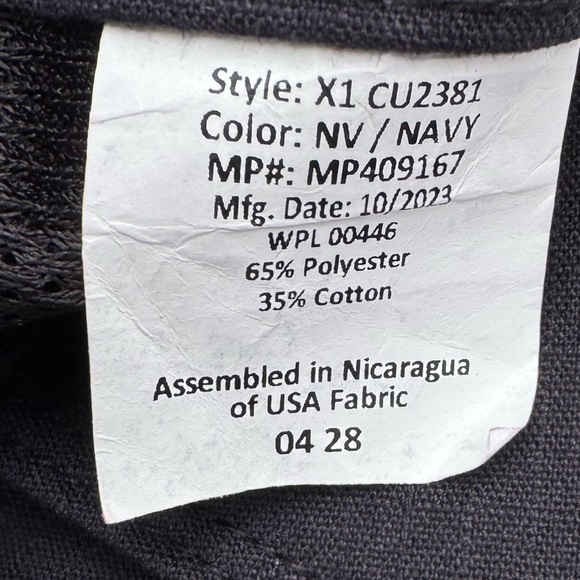 Style: X1 CU2381
Color: NV / NAVY
MP#: MP409167
Mfg. Date: 10/2023
WPL 00446
65% Polyester
35% Cotton
Assembled in Nicaragua
of USA Fabric
04 28